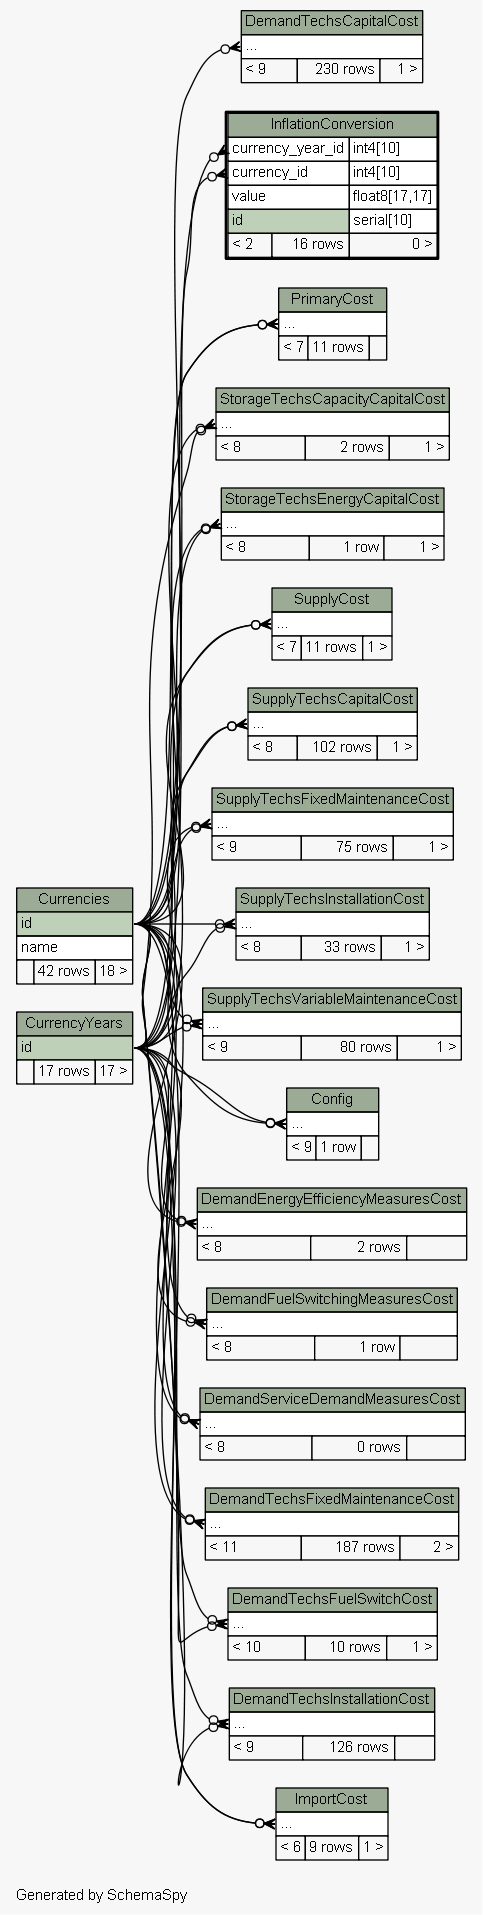 DemandTechsCapitalCost
...
< 9 230 rows 1 >
InflationConversion
currency_year_id int4[10]
currency_id int4[10]
value float8[17,17]
id serial[10]
< 2 16 rows 0 >
PrimaryCost
...
< 7 11 rows
StorageTechsCapacityCapitalCost
...
< 8 2 rows 1 >
StorageTechsEnergyCapitalCost
...
< 8 1 row 1 >
SupplyCost
...
< 7 11 rows 1 >
SupplyTechsCapitalCost
...
< 8 102 rows 1 >
SupplyTechsFixedMaintenanceCost
...
< 9 75 rows 1 >
Currencies
id
name
42 rows 18 >
SupplyTechsInstallationCost
...
< 8 33 rows 1 >
CurrencyYears
id
17 rows 17 >
SupplyTechsVariableMaintenanceCost
...
< 9 80 rows 1 >
Config
...
< 9 1 row
DemandEnergyEfficiencyMeasuresCost
...
< 8 2 rows
DemandFuelSwitchingMeasuresCost
...
< 8 1 row
DemandServiceDemandMeasuresCost
...
< 8 0 rows
DemandTechsFixedMaintenanceCost
...
< 11 187 rows 2 >
DemandTechsFuelSwitchCost
...
< 10 10 rows 1 >
DemandTechsInstallationCost
...
< 9 126 rows
ImportCost
...
< 6 9 rows 1 >
Generated by SchemaSpy